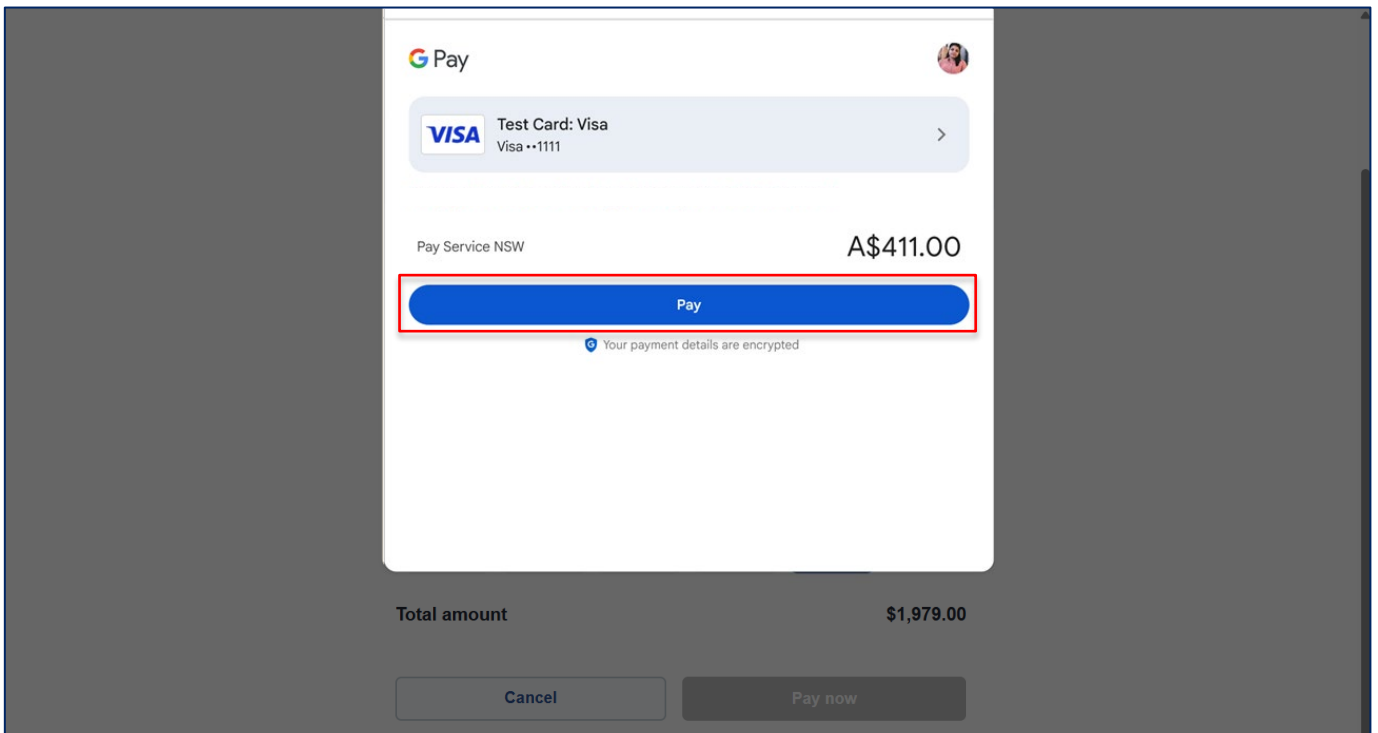 G Pay
VISA
Test Card: Visa
Visa ••1111
Pay Service NSW A$411.00
Pay
G Your payment details are encrypted
Total amount $1,979.00
Cancel Pay now